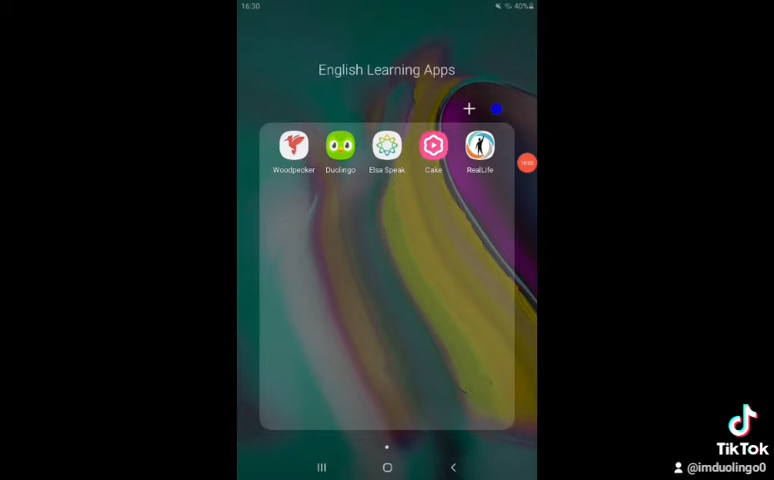 16:30
40%
English Learning Apps
Woodpecker
Duolingo
Elsa Speak
Cake
RealLife
TikTok
@imduolingo0